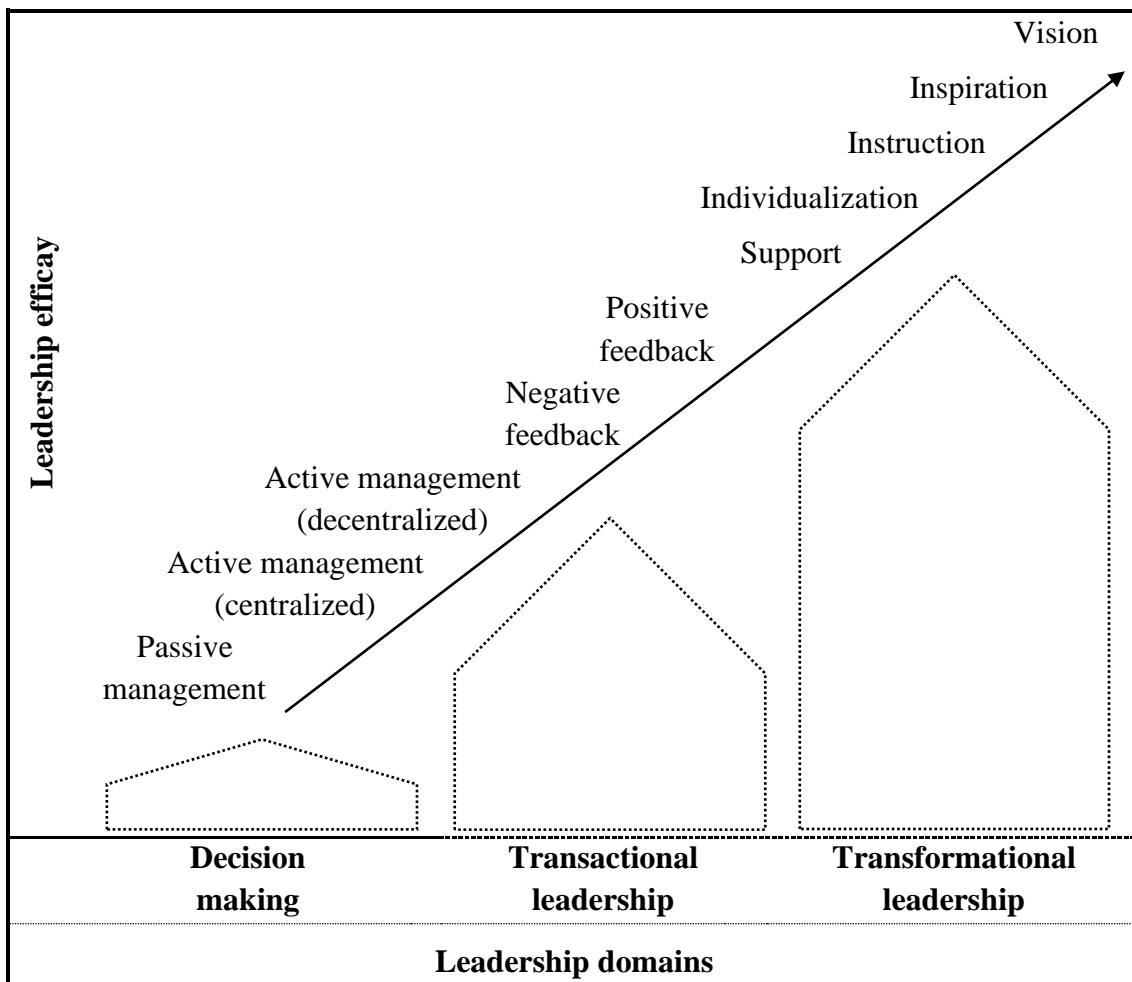 Vision
Inspiration
Instruction
Individualization
Support
Positive
feedback
Negative
feedback
Active management
(decentralized)
Active management
(centralized)
Passive
management
Leadership efficay
Decision
making
Transactional
leadership
Transformational
leadership
Leadership domains